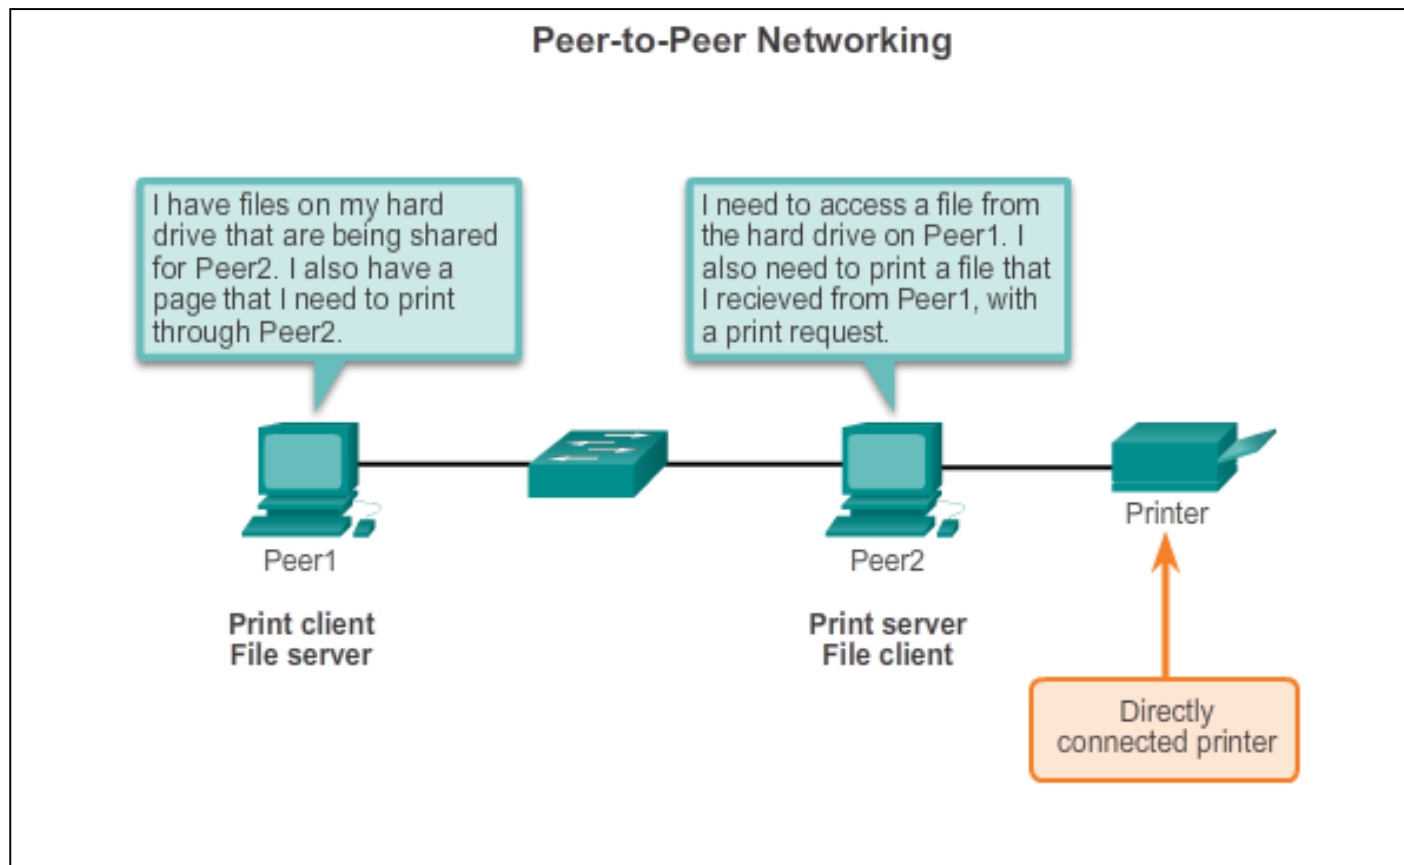 Peer-to-Peer Networking
I have files on my hard
drive that are being shared
for Peer2. I also have a
page that I need to print
through Peer2.
I need to access a file from
the hard drive on Peer1. I
also need to print a file that
I recieved from Peer1, with
a print request.
Peer1
Print client
File server
Peer2
Print server
File client
Printer
Directly
connected printer